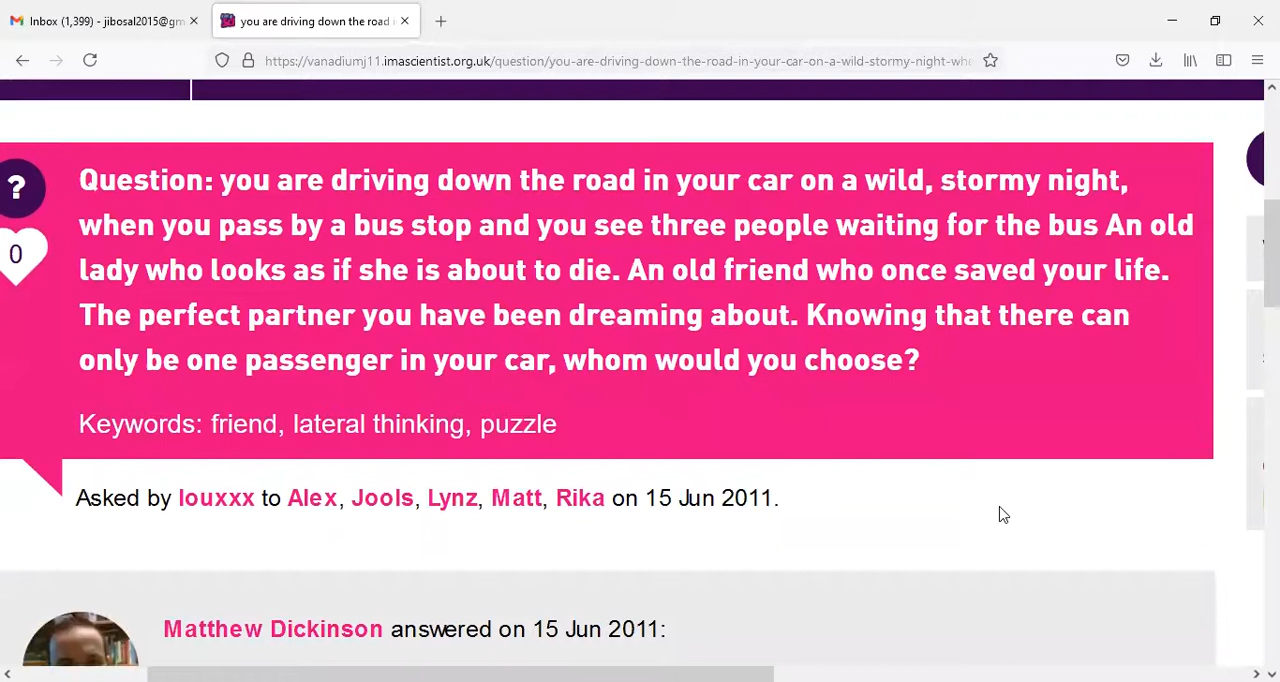 Inbox (1,399) - jibosal2015@gm
you are driving down the road
https://vanadiumj11.imascientist.org.uk/question/you-are-driving-down-the-road-in-your-car-on-a-wild-stormy-night-whe
?
0
Question: you are driving down the road in your car on a wild, stormy night,
when you pass by a bus stop and you see three people waiting for the bus An old
lady who looks as if she is about to die. An old friend who once saved your life.
The perfect partner you have been dreaming about. Knowing that there can
only be one passenger in your car, whom would you choose?
Keywords: friend, lateral thinking, puzzle
Asked by louxxx to Alex, Jools, Lynz, Matt, Rika on 15 Jun 2011.
Matthew Dickinson answered on 15 Jun 2011: